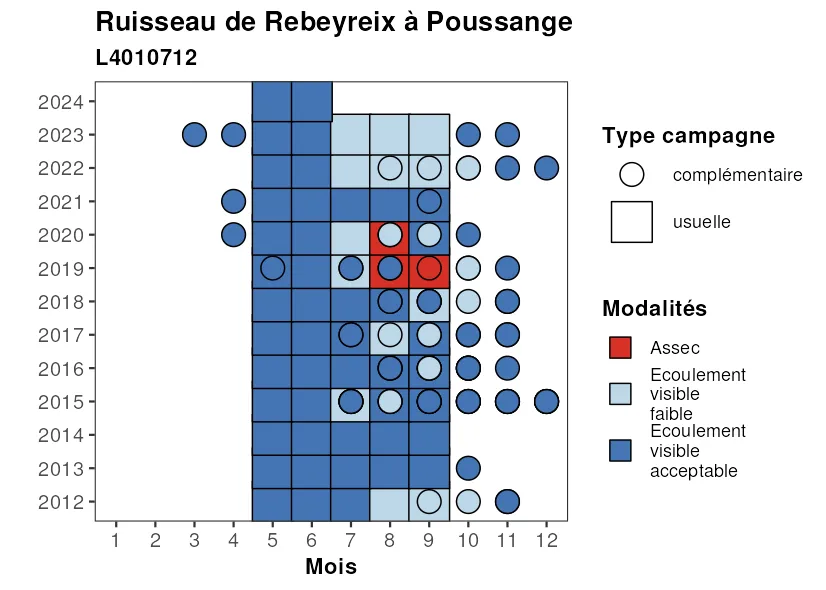 Ruisseau de Rebeyreix à Poussange
L4010712
2024
2023
2022
2021
2020
2019
2018
2017
2016
2015
2014
2013
2012
1 2 3 4 5 6 7 8 9 10 11 12
Mois
Type campagne
complémentaire
usuelle
Modalités
Assec
Ecoulement
visible
faible
Ecoulement
visible
acceptable